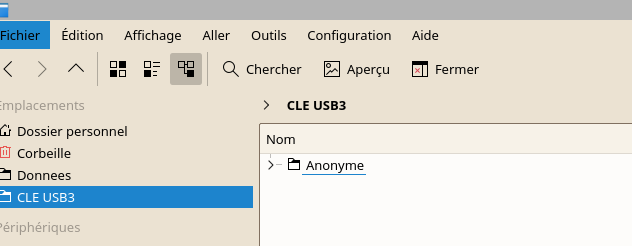 Fichier Édition Affichage Aller Outils Configuration Aide
Chercher Aperçu Fermer
Emplacements
CLE USB3
Dossier personnel
Corbeille
Donnees
CLE USB3
Périphériques
Nom
Anonyme